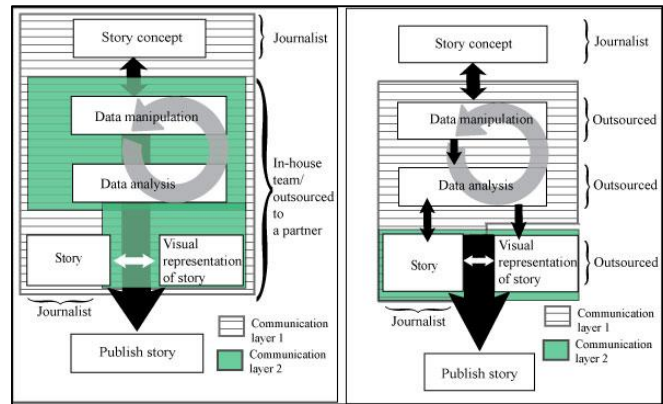 Story concept
Journalist
Data manipulation
Data analysis
In-house
team/
outsourced
to
a partner
Story
Visual
representation
of story
Journalist
Communication
layer 1
Communication
layer 2
Publish story
Story concept
Journalist
Data manipulation
Outsourced
Data analysis
Outsourced
Story
Visual
representation
of story
Outsourced
Journalist
Communication
layer 1
Communication
layer 2
Publish story